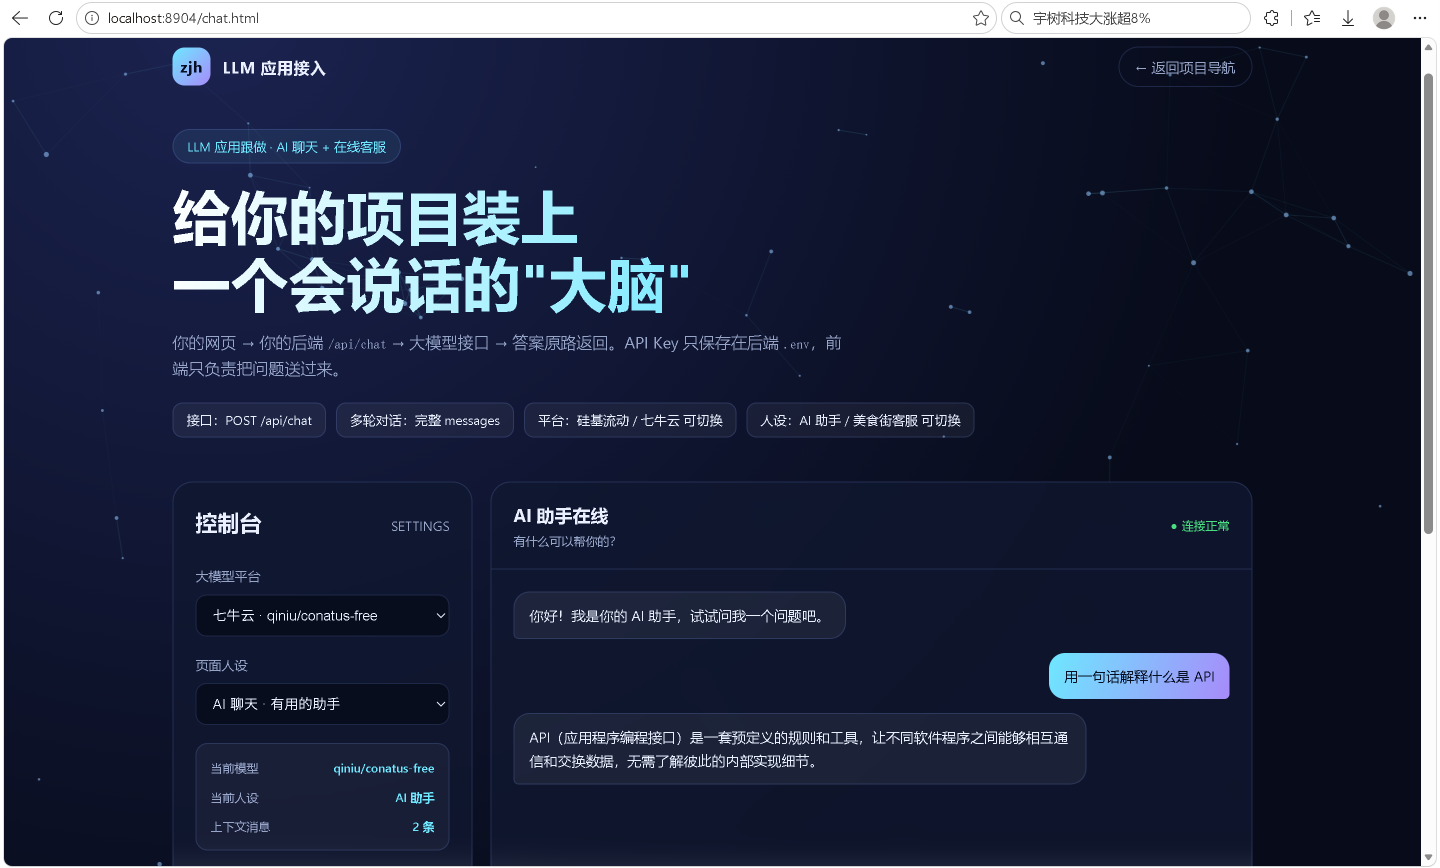 localhost:8904/chat.html
宇树科技大涨超8%
zjh
LLM 应用接入
← 返回项目导航
LLM 应用跟做 · AI 聊天 + 在线客服
给你的项目装上
一个会说话的"大脑"
你的网页 → 你的后端 /api/chat → 大模型接口 → 答案原路返回。API Key 只保存在后端 .env，前
端只负责把问题送过来。
接口：POST /api/chat
多轮对话：完整 messages
平台：硅基流动 / 七牛云 可切换
人设：AI 助手 / 美食街客服 可切换
控制台
SETTINGS
大模型平台
七牛云 · qiniu/conatus-free
页面人设
AI 聊天 · 有用的助手
当前模型
qiniu/conatus-free
当前人设
AI 助手
上下文消息
2 条
AI 助手在线
有什么可以帮你的？
● 连接正常
你好！我是你的 AI 助手，试试问我一个问题吧。
用一句话解释什么是 API
API（应用程序编程接口）是一套预定义的规则和工具，让不同软件程序之间能够相互通
信和交换数据，无需了解彼此的内部实现细节。